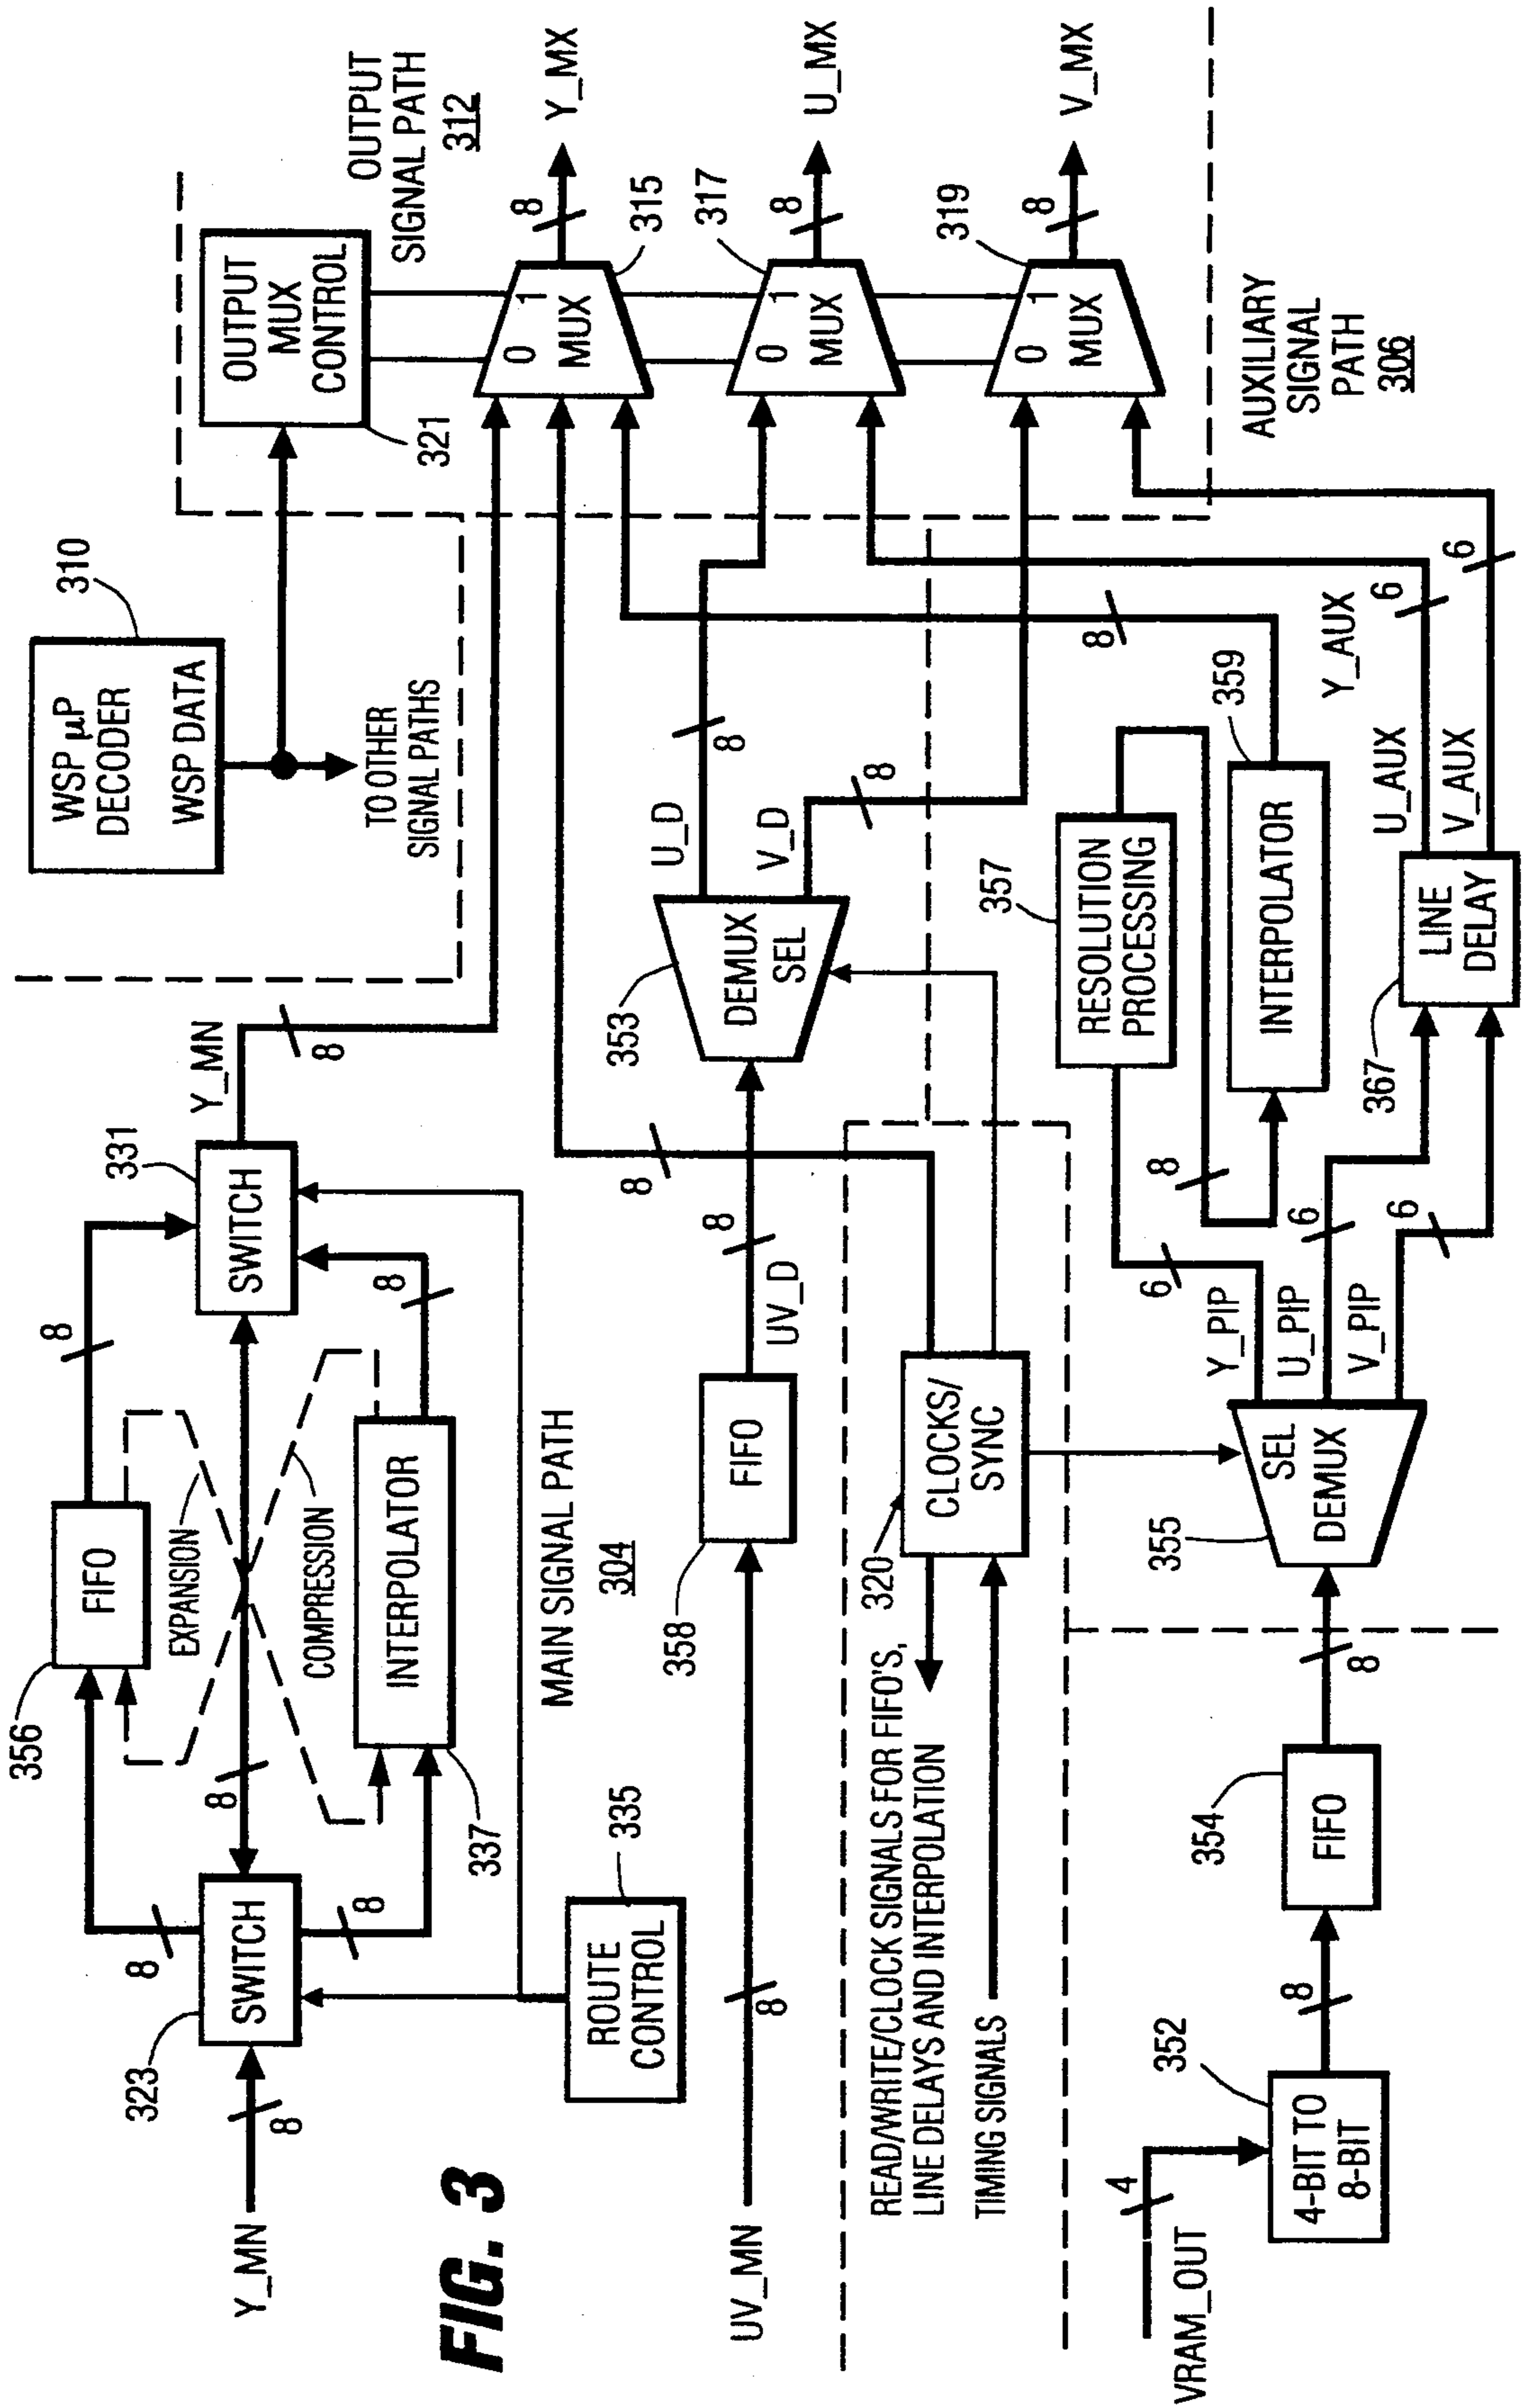 FIG. 3
Y_MN
8
323
SWITCH
8
8
356
FIFO
8
EXPANSION
8
COMPRESSION
INTERPOLATOR
337
8
331
SWITCH
Y_MN
8
ROUTE
CONTROL
335
MAIN SIGNAL PATH
304
WSP µP
DECODER
WSP DATA
310
TO OTHER
SIGNAL PATHS
OUTPUT
MUX
CONTROL
321
OUTPUT
SIGNAL PATH
312
0 1
MUX
315
8
Y_MX
0 1
MUX
317
8
U_MX
0 1
MUX
319
8
V_MX
UV_MN
8
358
FIFO
8
UV_D
353
DEMUX
SEL
U_D
8
V_D
8
8
READ/WRITE/CLOCK SIGNALS FOR FIFO'S,
LINE DELAYS AND INTERPOLATION
TIMING SIGNALS
320
CLOCKS/
SYNC
VRAM_OUT
4
352
4-BIT TO
8-BIT
8
354
FIFO
8
355
SEL
DEMUX
Y_PIP
6
U_PIP
6
V_PIP
6
357
RESOLUTION
PROCESSING
8
INTERPOLATOR
359
8
Y_AUX
367
LINE
DELAY
U_AUX
6
V_AUX
6
AUXILIARY
SIGNAL
PATH
306